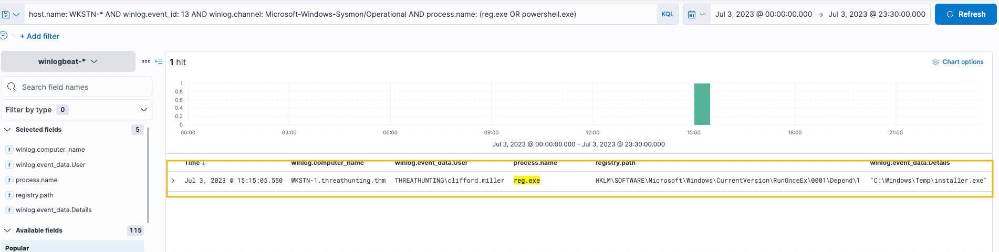 host.name: WKSTN-* AND winlog.event_id: 13 AND winlog.channel: Microsoft-Windows-Sysmon/Operational AND process.name: (reg.exe OR powershell.exe) KQL Jul 3, 2023 @ 00:00:00.000 → Jul 3, 2023 @ 23:30:00.000 Refresh
+ Add filter
winlogbeat-*
1 hit
Chart options
Search field names
Filter by type 0
Selected fields 5
winlog.computer_name
winlog.event_data.User
process.name
registry.path
winlog.event_data.Details
Available fields 115
Popular
1
0.8
0.6
0.4
0.2
0
00:00 03:00 06:00 09:00 12:00 15:00 18:00 21:00
Jul 3, 2023 @ 00:00:00.000 - Jul 3, 2023 @ 23:30:00.000
Time ↓ winlog.computer_name winlog.event_data.User process.name registry.path winlog.event_data.Details
Jul 3, 2023 @ 15:15:05.550 WKSTN-1.threathunting.thm THREATHUNTING\clifford.miller reg.exe HKLM\SOFTWARE\Microsoft\Windows\CurrentVersion\RunOnceEx\0001\Depend\1 "C:\Windows\Temp\installer.exe"